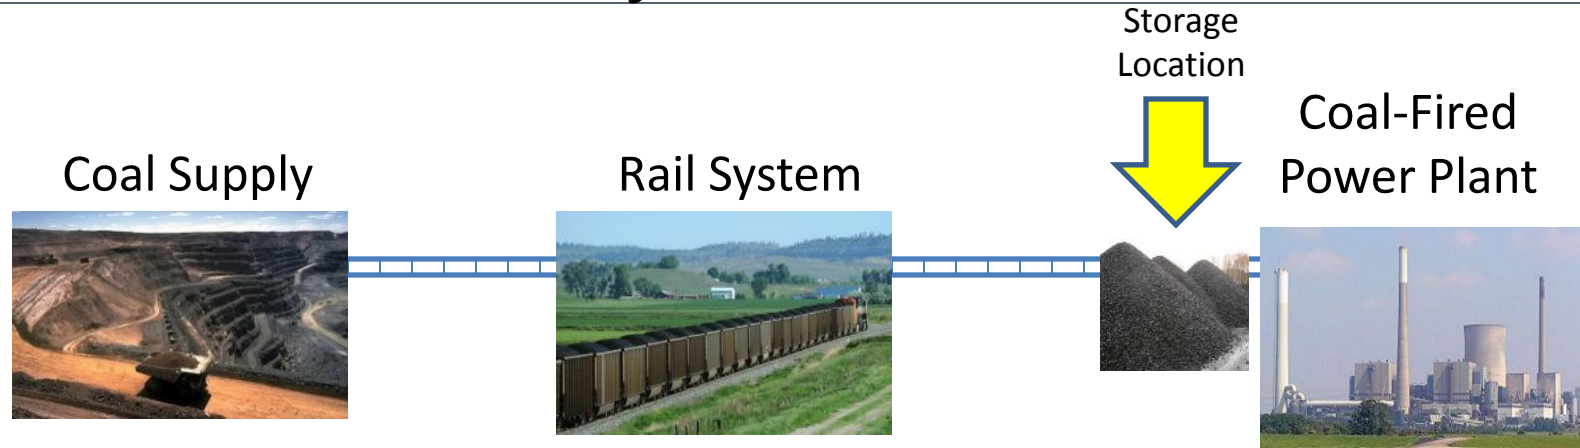 Storage
Location
Coal-Fired
Power Plant
Coal Supply
Rail System